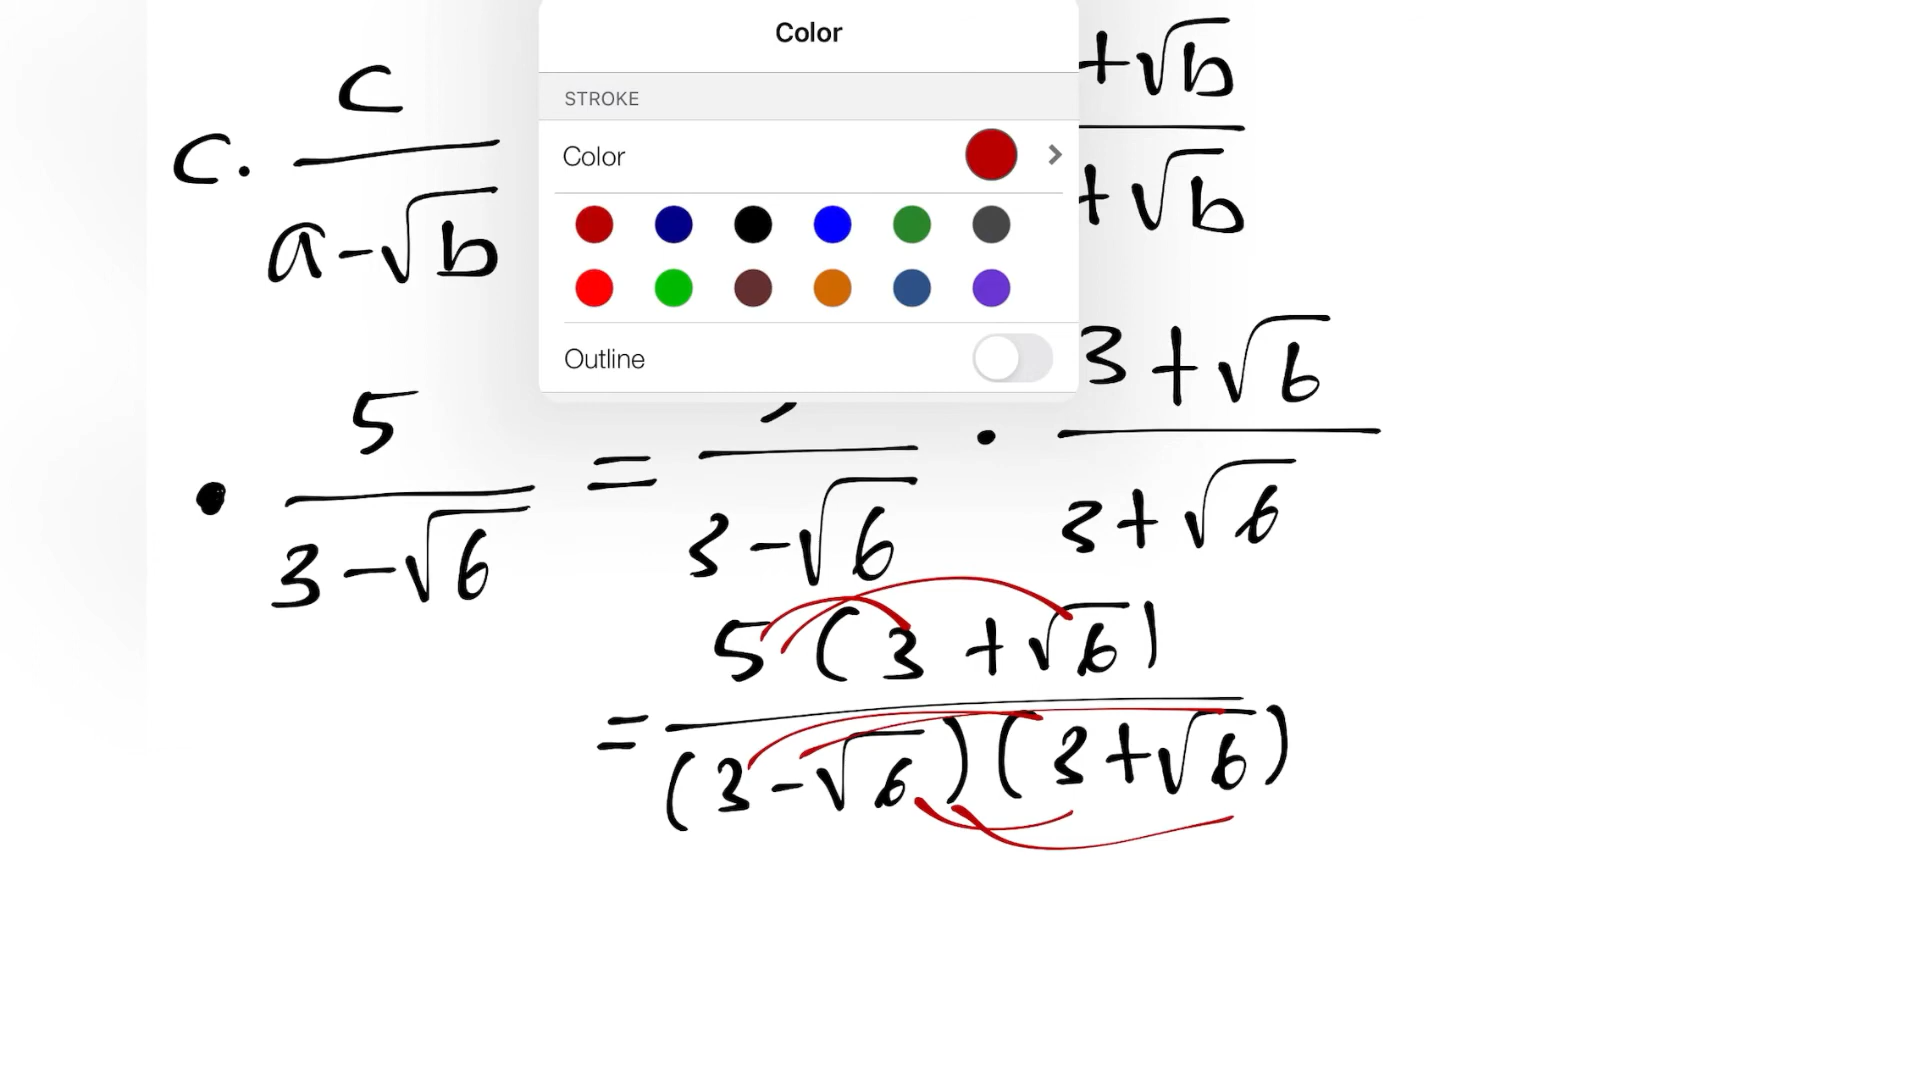 Color
STROKE
Color
Outline
c. c/(a-√b) +√b/+√b
• 5/(3-√6) = /(3-√6) · (3+√6)/(3+√6)
= 5(3+√6)/((3-√6)(3+√6))